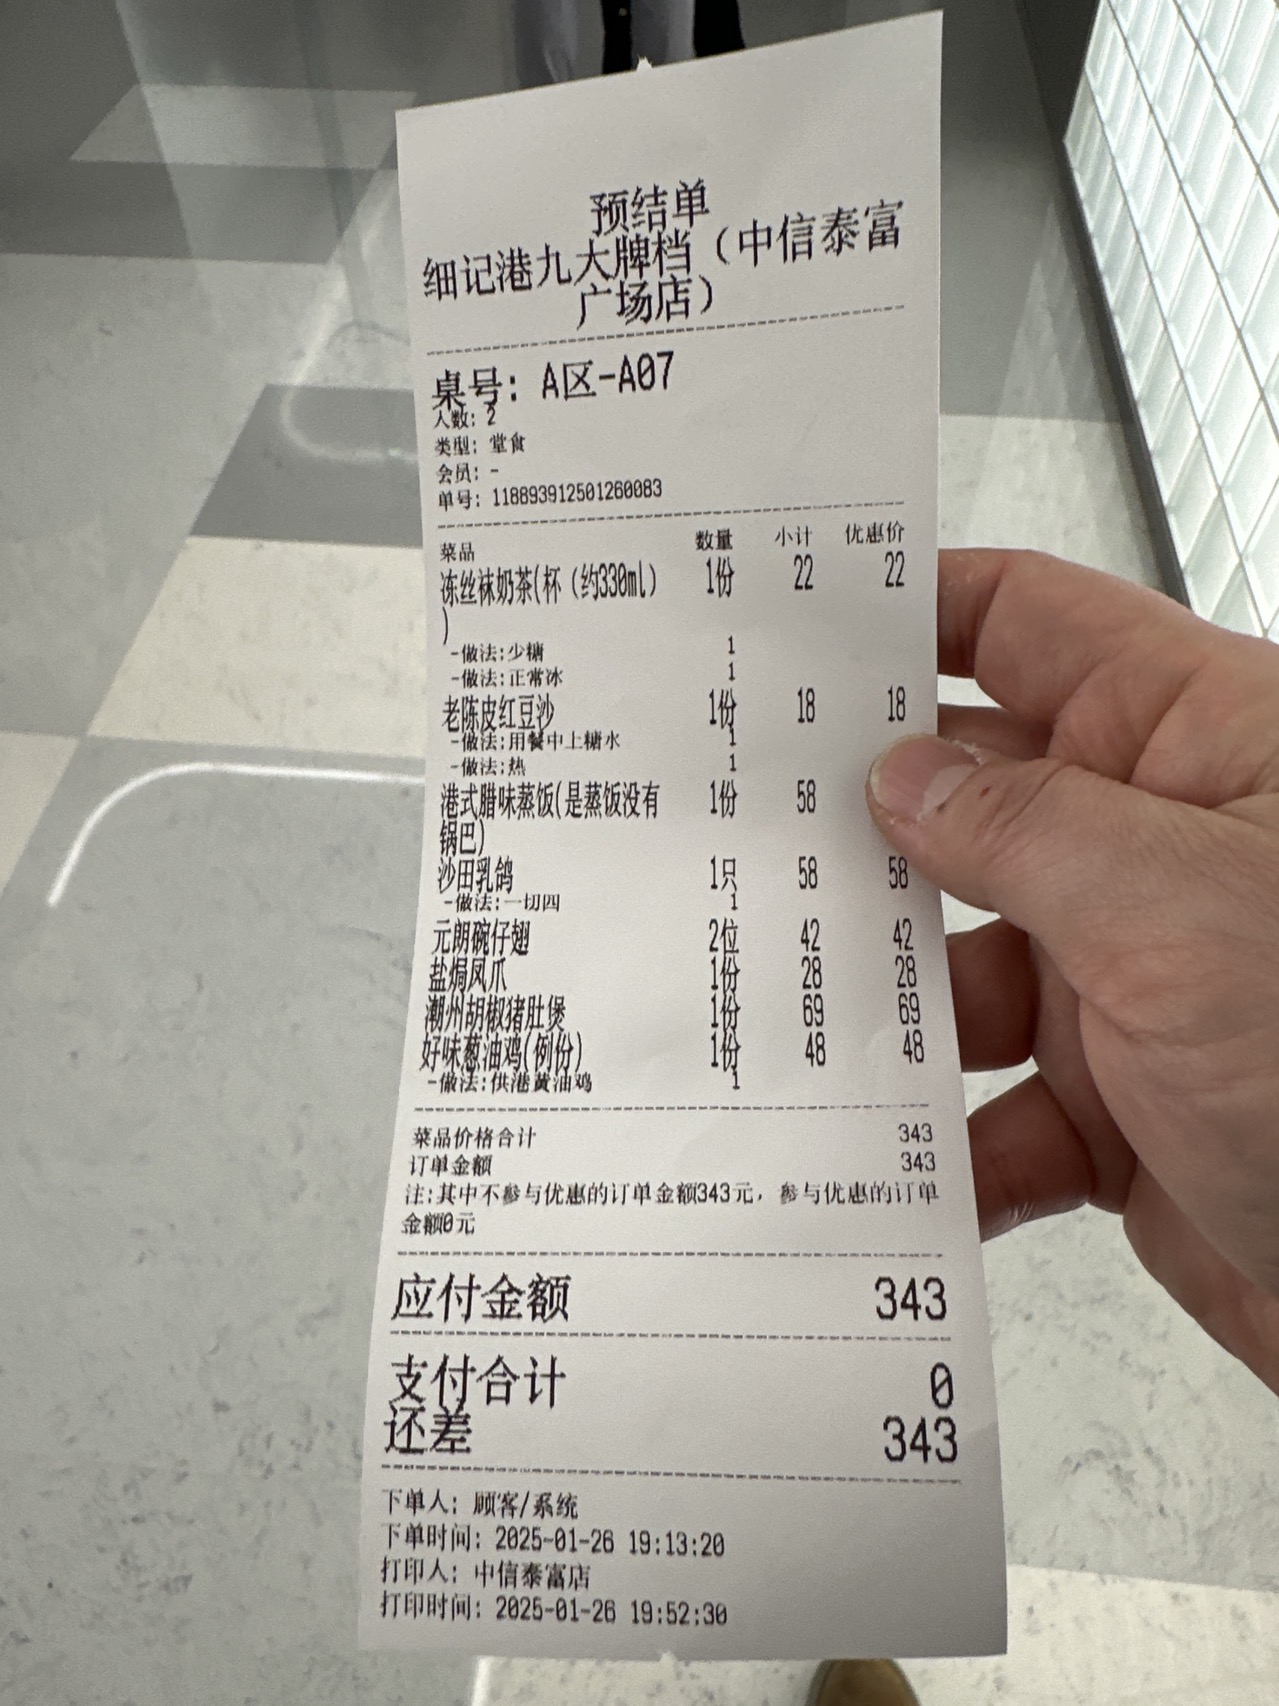 预结单
细记港九大牌档（中信泰富
广场店）
桌号: A区-A07
人数: 2
类型: 堂食
会员: -
单号: 118893912501260083
菜品 数量 小计 优惠价
冻丝袜奶茶(杯（约330ml） 1份 22 22
)
-做法:少糖 1
-做法:正常冰 1
老陈皮红豆沙 1份 18 18
-做法:用餐中上糖水 1
-做法:热 1
港式腊味蒸饭(是蒸饭没有 1份 58
锅巴)
沙田乳鸽 1只 58 58
-做法:一切四 1
元朗碗仔翅 2位 42 42
盐焗凤爪 1份 28 28
潮州胡椒猪肚煲 1份 69 69
好味葱油鸡(例份) 1份 48 48
-做法:供港黄油鸡 1
菜品价格合计 343
订单金额 343
注:其中不参与优惠的订单金额343元，参与优惠的订单
金额0元
应付金额 343
支付合计 0
还差 343
下单人: 顾客/系统
下单时间: 2025-01-26 19:13:20
打印人: 中信泰富店
打印时间: 2025-01-26 19:52:30